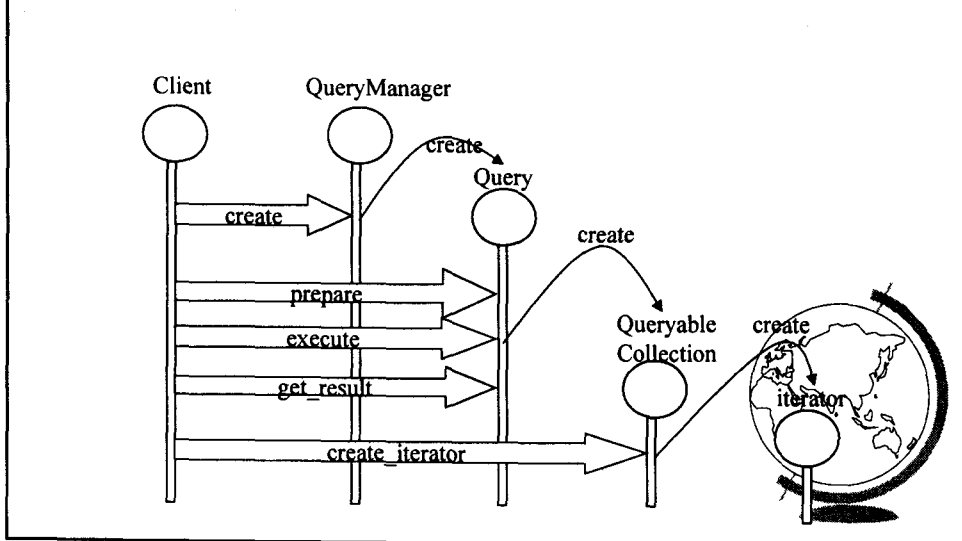 Client
QueryManager
create
Query
create
create
prepare
execute
get_result
create_iterator
Queryable
Collection
create
iterator